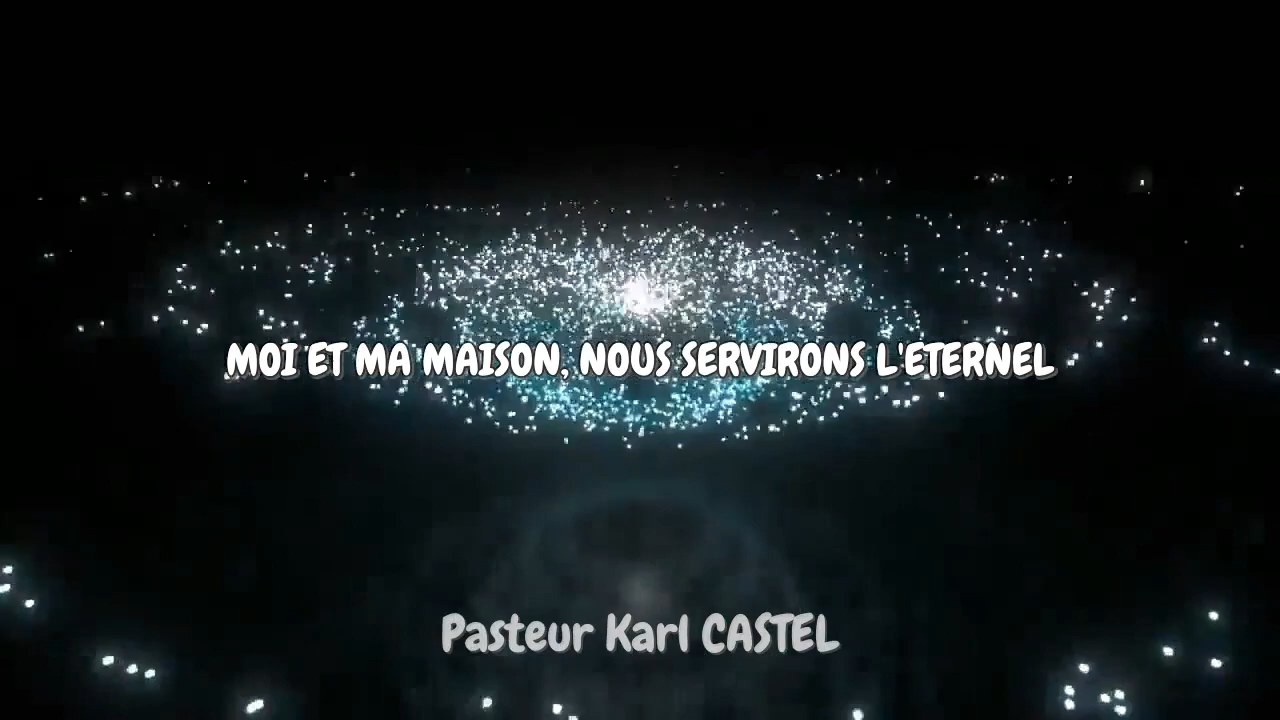 MOI ET MA MAISON, NOUS SERVIRONS L'ETERNEL
Pasteur Karl CASTEL